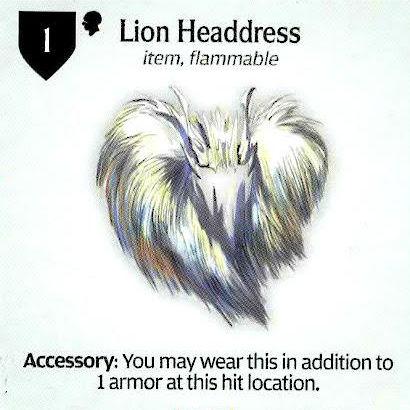 1
Lion Headdress
item, flammable
Accessory: You may wear this in addition to
1 armor at this hit location.